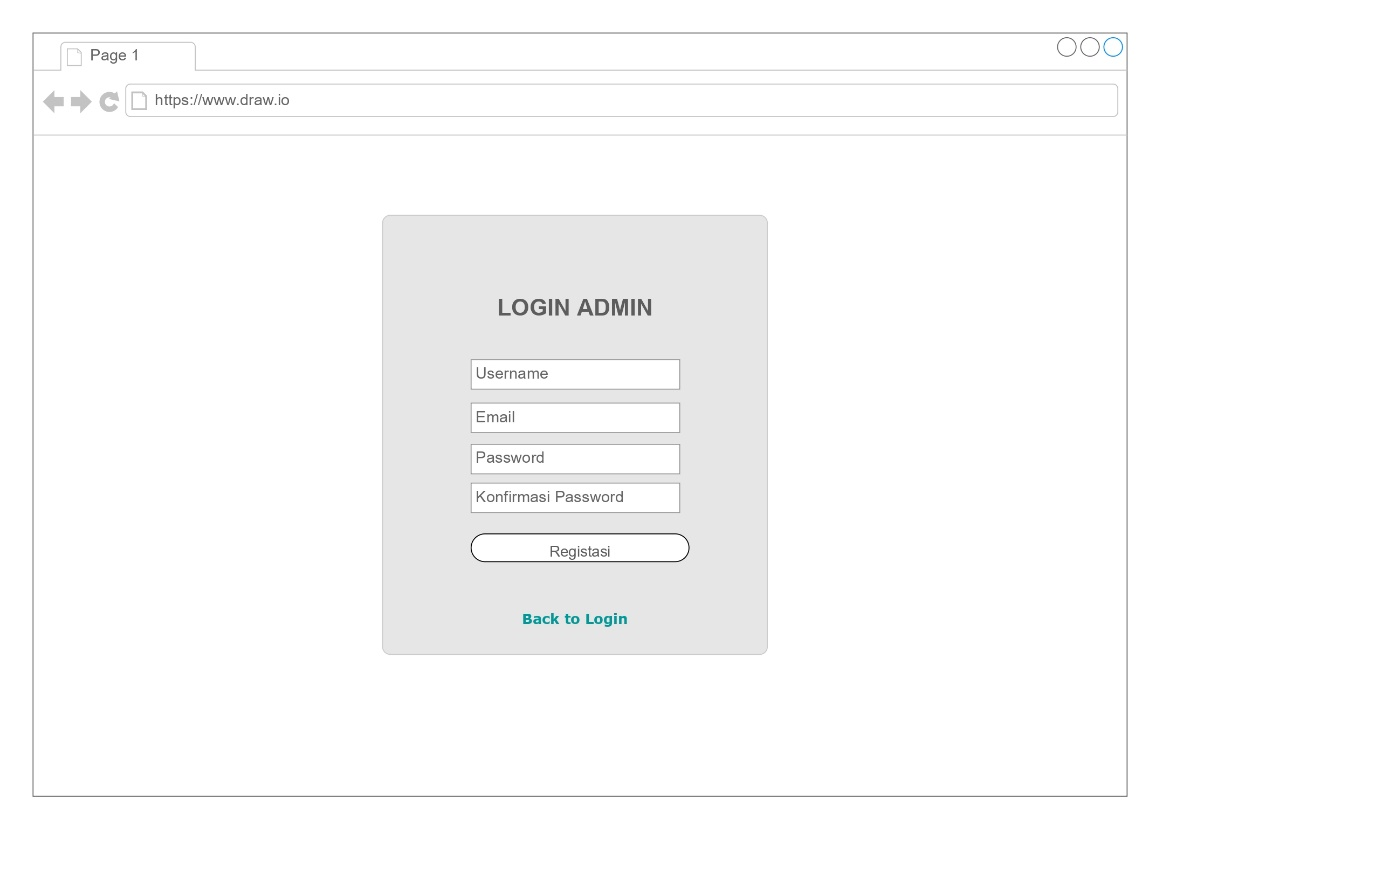 Page 1
https://www.draw.io
LOGIN ADMIN
Username
Email
Password
Konfirmasi Password
Registasi
Back to Login